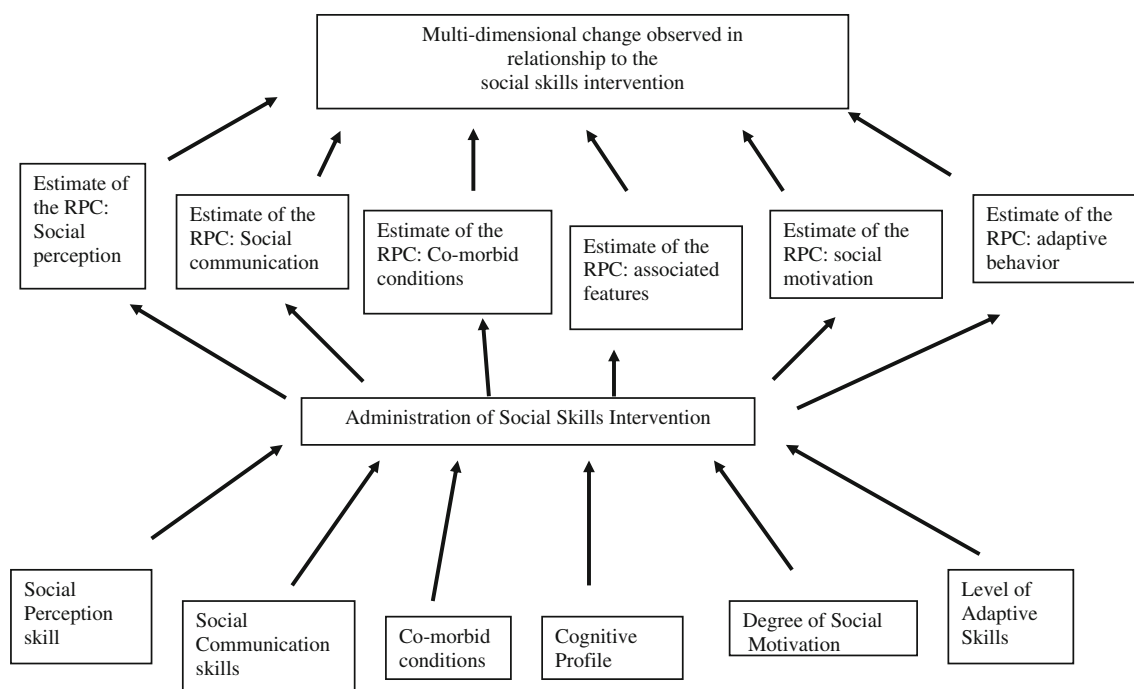 Multi-dimensional change observed in
relationship to the
social skills intervention
Estimate of
the RPC:
Social
perception
Estimate of the
RPC: Social
communication
Estimate of the
RPC: Co-morbid
conditions
Estimate of the
RPC: associated
features
Estimate of the
RPC: social
motivation
Estimate of the
RPC: adaptive
behavior
Administration of Social Skills Intervention
Social
Perception
skill
Social
Communication
skills
Co-morbid
conditions
Cognitive
Profile
Degree of Social
Motivation
Level of
Adaptive
Skills